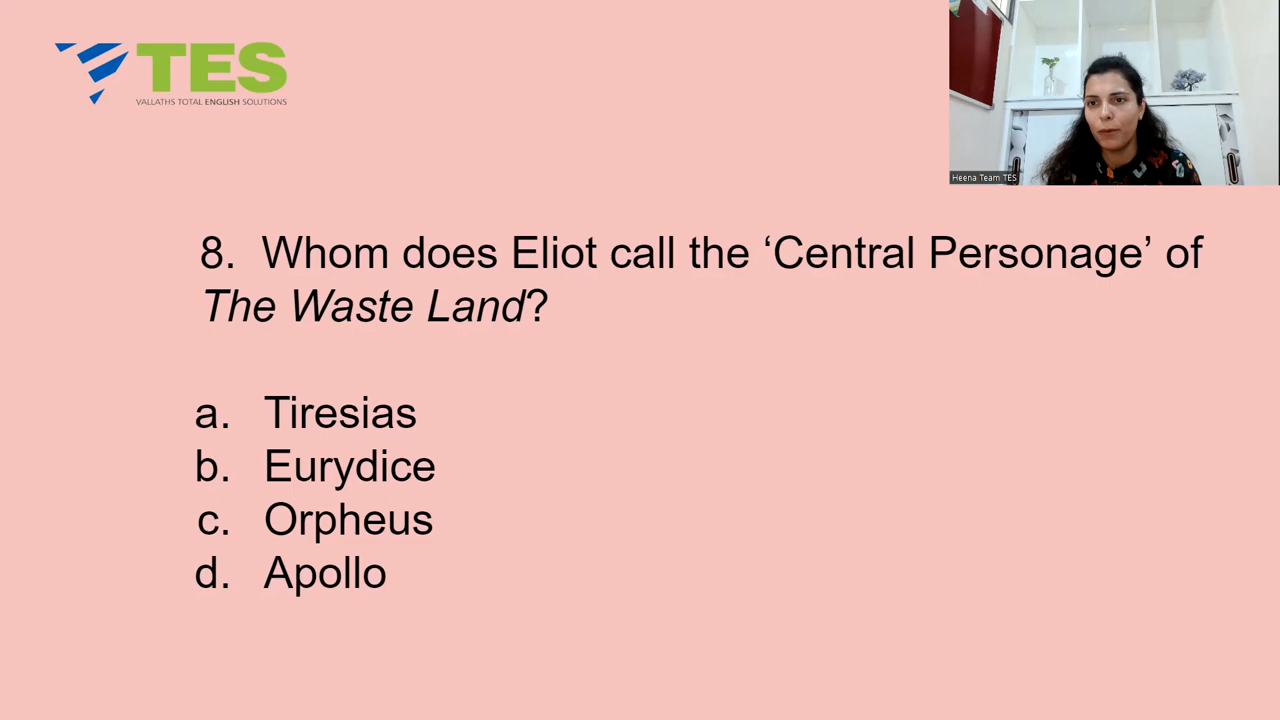 TES
VALLATHS TOTAL ENGLISH SOLUTIONS
Heena Team TES
8. Whom does Eliot call the ‘Central Personage’ of
The Waste Land?
a. Tiresias
b. Eurydice
c. Orpheus
d. Apollo